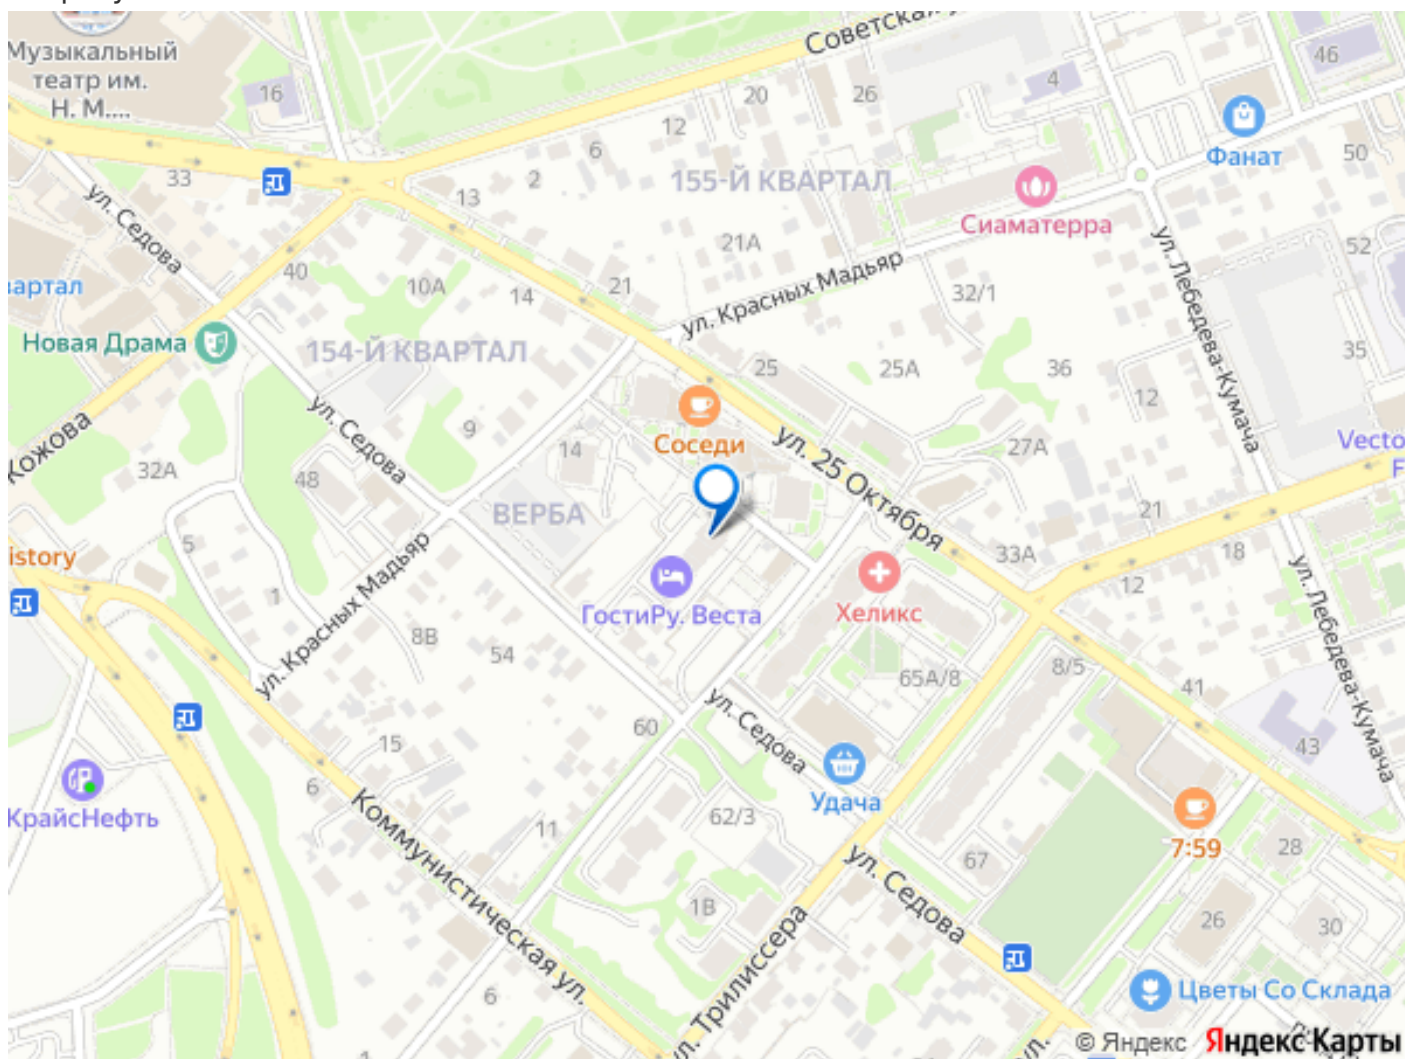 Музыкальный
театр им.
Н. М....
16
Советская
46
4
20
26
12
6
2
Фанат
50
33
13
155-Й КВАРТАЛ
Сиаматерра
ул. Седова
21А
52
40
10А
14
21
ул. Красных Мадьяр
32/1
ул. Лебедева-Кумача
артал
Новая Драма
154-Й КВАРТАЛ
25
25А
36
35
12
Кожова
ул. Седова
9
Соседи
14
27А
Vecto
F
32А
48
ул. 25 Октября
ВЕРБА
21
5
istory
33А
18
12
ул. Лебедева-Кумача
1
ул. Красных Мадьяр
ГостиРу. Веста
Хеликс
8В
54
65А/8
8/5
41
60
ул. Седова
43
15
6
Удача
КрайсНефть
Коммунистическая ул.
11
62/3
7:59
28
67
ул. Седова
1В
26
30
6
ул. Трилиссера
Цветы Со Склада
© Яндекс Яндекс Карты